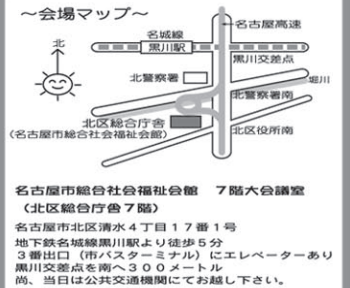 ～会場マップ～
名古屋高速
名城線
北
黒川駅
黒川交差点
北警察署
堀川
北警察署南
北区総合庁舎
(名古屋市総合社会福祉会館)
北区役所南
名古屋市総合社会福祉会館　７階大会議室
（北区総合庁舎７階）
名古屋市北区清水４丁目１７番１号
地下鉄名城線黒川駅より徒歩５分
３番出口（市バスターミナル）にエレベーターあり
黒川交差点を南へ３００メートル
尚、当日は公共交通機関にてお越し下さい。